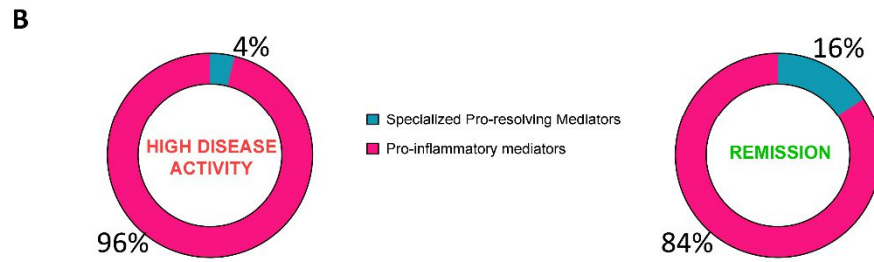 B
4%
HIGH DISEASE
ACTIVITY
96%
Specialized Pro-resolving Mediators
Pro-inflammatory mediators
16%
REMISSION
84%